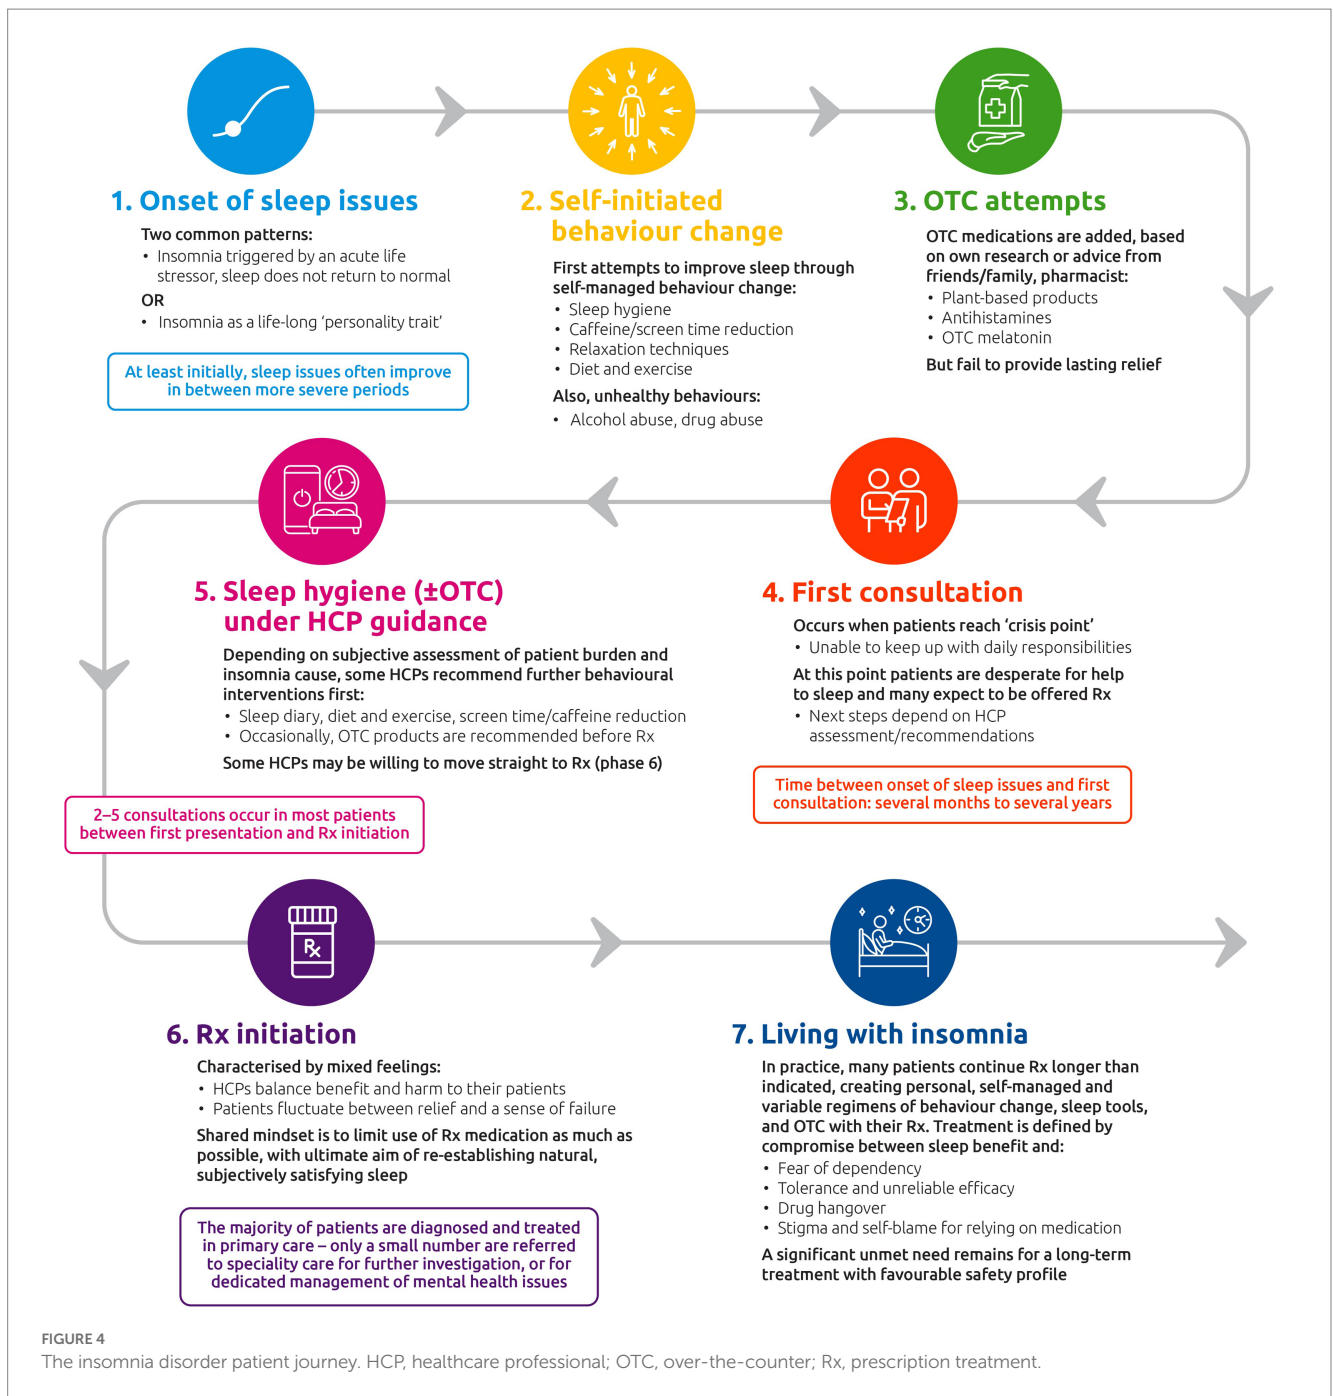 1. Onset of sleep issues
Two common patterns:
• Insomnia triggered by an acute life
stressor, sleep does not return to normal
OR
• Insomnia as a life-long ‘personality trait’
At least initially, sleep issues often improve
in between more severe periods
2. Self-initiated
behaviour change
First attempts to improve sleep through
self-managed behaviour change:
• Sleep hygiene
• Caffeine/screen time reduction
• Relaxation techniques
• Diet and exercise
Also, unhealthy behaviours:
• Alcohol abuse, drug abuse
3. OTC attempts
OTC medications are added, based
on own research or advice from
friends/family, pharmacist:
• Plant-based products
• Antihistamines
• OTC melatonin
But fail to provide lasting relief
4. First consultation
Occurs when patients reach ‘crisis point’
• Unable to keep up with daily responsibilities
At this point patients are desperate for help
to sleep and many expect to be offered Rx
• Next steps depend on HCP
assessment/recommendations
Time between onset of sleep issues and first
consultation: several months to several years
5. Sleep hygiene (±OTC)
under HCP guidance
Depending on subjective assessment of patient burden and
insomnia cause, some HCPs recommend further behavioural
interventions first:
• Sleep diary, diet and exercise, screen time/caffeine reduction
• Occasionally, OTC products are recommended before Rx
Some HCPs may be willing to move straight to Rx (phase 6)
2–5 consultations occur in most patients
between first presentation and Rx initiation
Rx
6. Rx initiation
Characterised by mixed feelings:
• HCPs balance benefit and harm to their patients
• Patients fluctuate between relief and a sense of failure
Shared mindset is to limit use of Rx medication as much as
possible, with ultimate aim of re-establishing natural,
subjectively satisfying sleep
The majority of patients are diagnosed and treated
in primary care – only a small number are referred
to speciality care for further investigation, or for
dedicated management of mental health issues
7. Living with insomnia
In practice, many patients continue Rx longer than
indicated, creating personal, self-managed and
variable regimens of behaviour change, sleep tools,
and OTC with their Rx. Treatment is defined by
compromise between sleep benefit and:
• Fear of dependency
• Tolerance and unreliable efficacy
• Drug hangover
• Stigma and self-blame for relying on medication
A significant unmet need remains for a long-term
treatment with favourable safety profile
FIGURE 4
The insomnia disorder patient journey. HCP, healthcare professional; OTC, over-the-counter; Rx, prescription treatment.